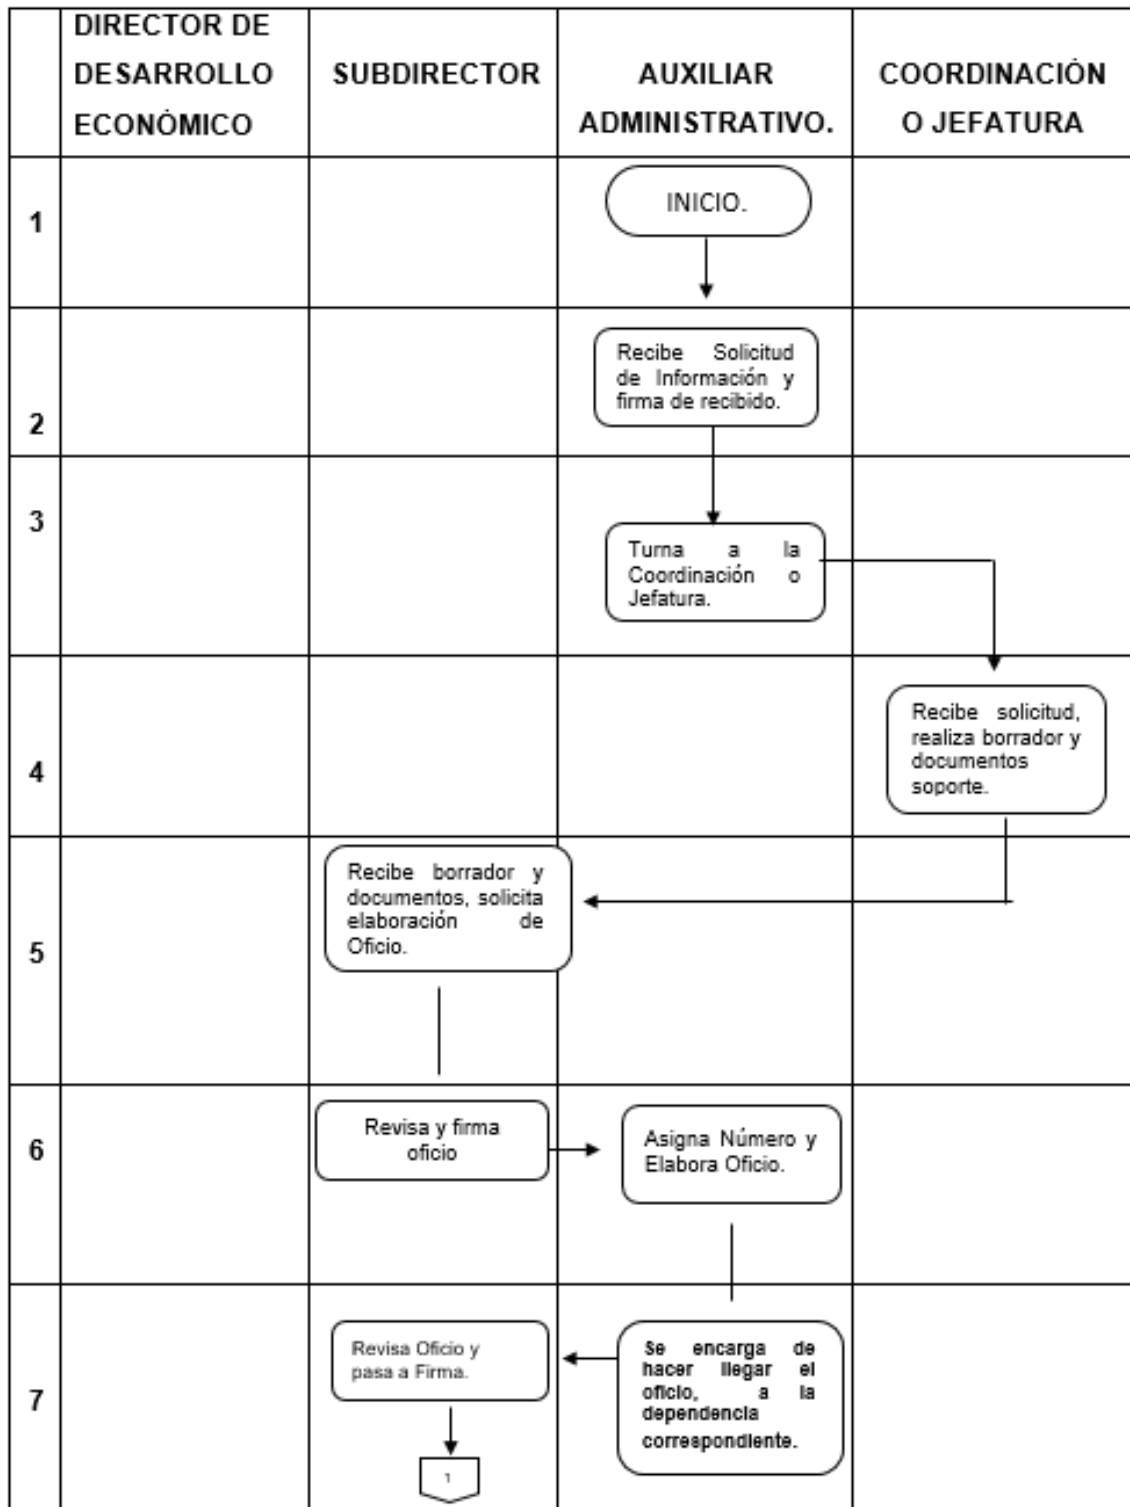 DIRECTOR DE
DESARROLLO
ECONÓMICO
SUBDIRECTOR
AUXILIAR
ADMINISTRATIVO.
COORDINACIÓN
O JEFATURA
1
INICIO.
2
Recibe Solicitud
de Información y
firma de recibido.
3
Turna a la
Coordinación o
Jefatura.
4
Recibe solicitud,
realiza borrador y
documentos
soporte.
5
Recibe borrador y
documentos, solicita
elaboración de
Oficio.
6
Revisa y firma
oficio
Asigna Número y
Elabora Oficio.
7
Revisa Oficio y
pasa a Firma.
Se encarga de
hacer llegar el
oficio, a la
dependencia
correspondiente.
1